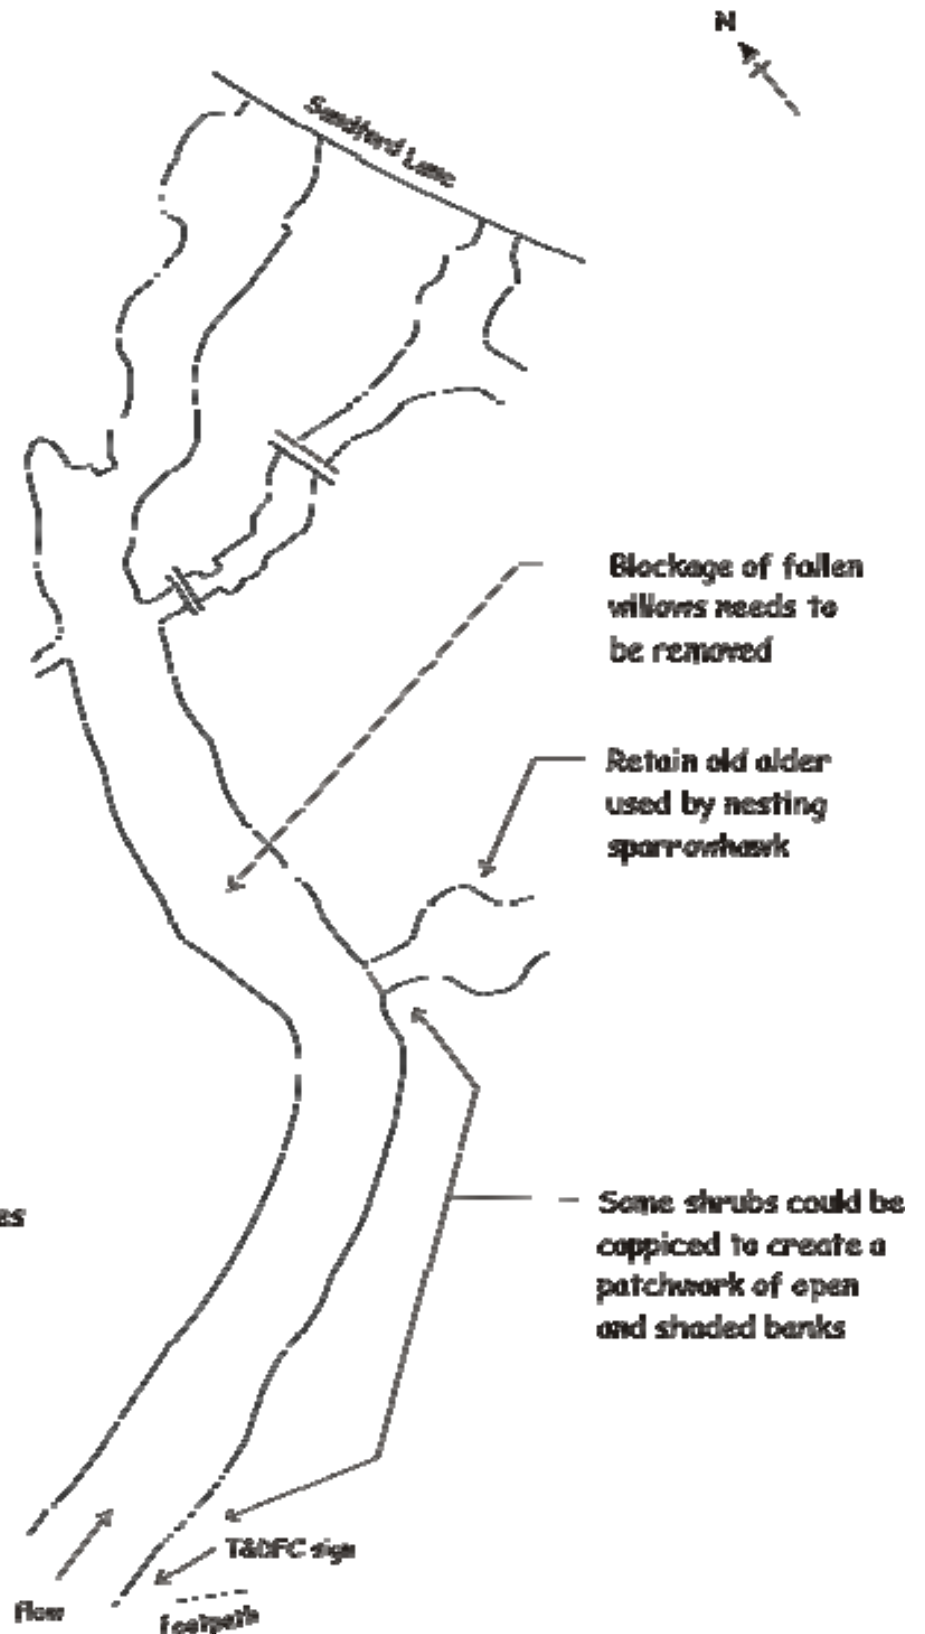 N
Sandford Lane
Blockage of fallen
willows needs to
be removed
Retain old alder
used by nesting
sparrowhawk
es
Some shrubs could be
coppiced to create a
patchwork of open
and shaded banks
T&DFC sign
flow
footpath